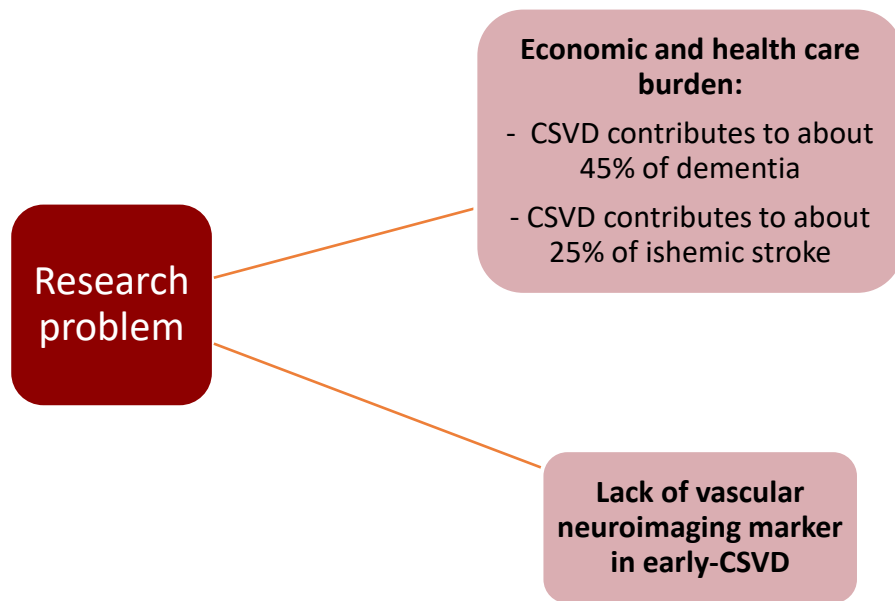 Economic and health care
burden:
- CSVD contributes to about
45% of dementia
- CSVD contributes to about
25% of ishemic stroke
Research
problem
Lack of vascular
neuroimaging marker
in early-CSVD